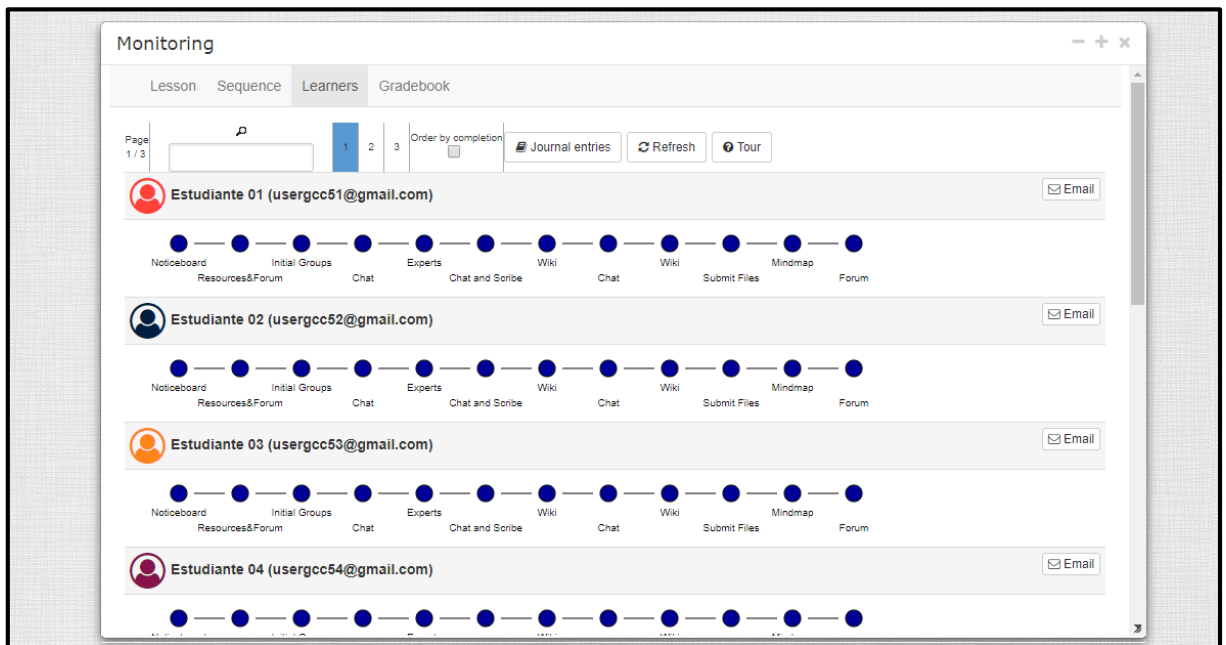 Monitoring
Lesson Sequence Learners Gradebook
Page 1 / 3
1 2 3
Order by completion
Journal entries Refresh Tour
Estudiante 01 (usergcc51@gmail.com) Email
Noticeboard Initial Groups Experts Wiki Wiki Mindmap
Resources&Forum Chat Chat and Scribe Chat Submit Files Forum
Estudiante 02 (usergcc52@gmail.com) Email
Noticeboard Initial Groups Experts Wiki Wiki Mindmap
Resources&Forum Chat Chat and Scribe Chat Submit Files Forum
Estudiante 03 (usergcc53@gmail.com) Email
Noticeboard Initial Groups Experts Wiki Wiki Mindmap
Resources&Forum Chat Chat and Scribe Chat Submit Files Forum
Estudiante 04 (usergcc54@gmail.com) Email